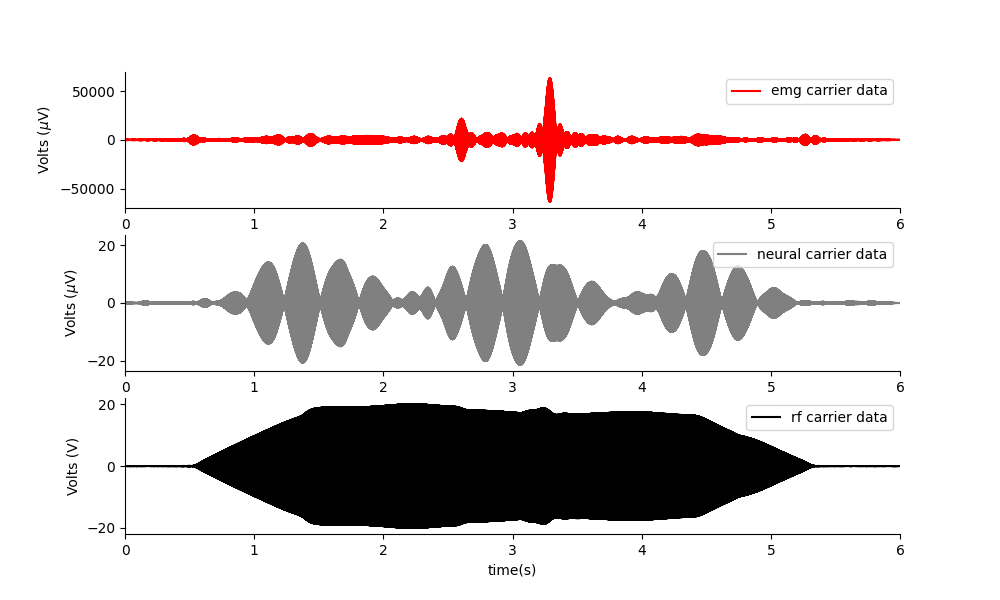 emg carrier data
Volts (μV)
50000
0
−50000
0 1 2 3 4 5 6
neural carrier data
Volts (μV)
20
0
−20
0 1 2 3 4 5 6
rf carrier data
Volts (V)
20
0
−20
0 1 2 3 4 5 6
time(s)